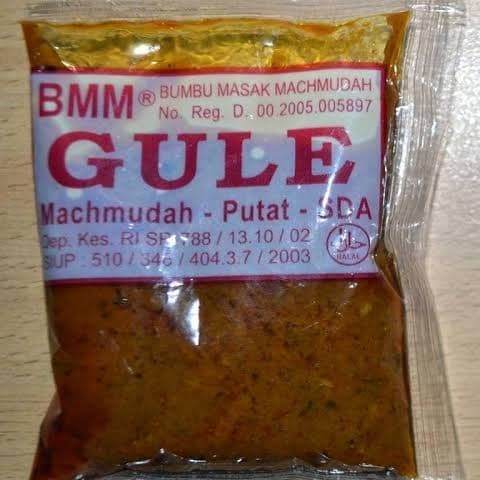 BMM® BUMBU MASAK MACHMUDAH
No. Reg. D. 00.2005.005897
GULE
Machmudah - Putat - SDA
Dep. Kes. RI SP. 788 / 13.10 / 02
SIUP : 510 / 346 / 404.3.7 / 2003
HALAL